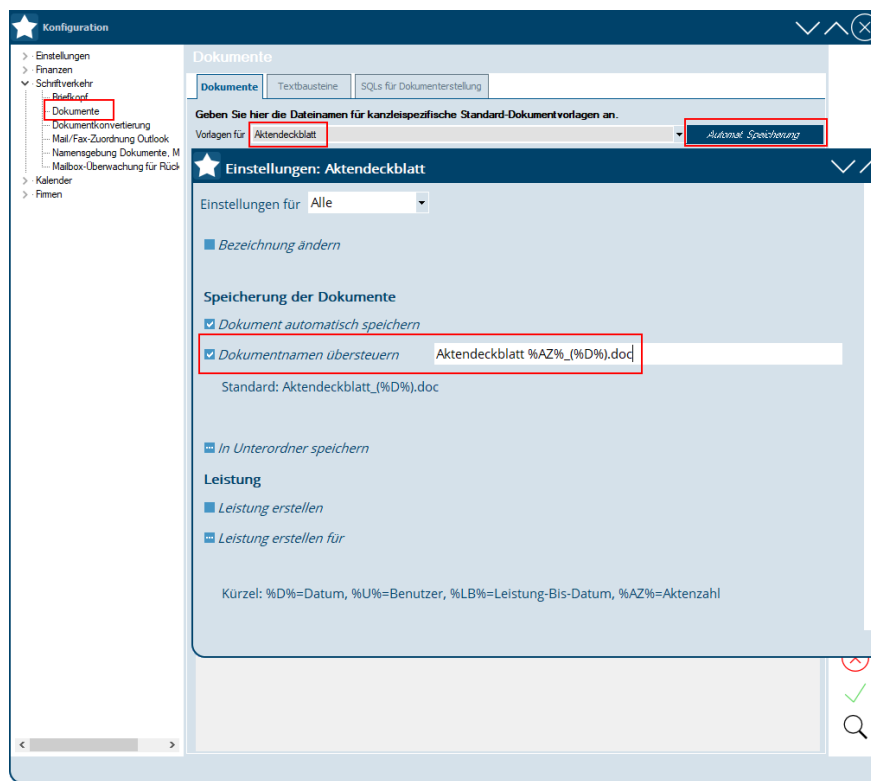 Konfiguration
Einstellungen
Finanzen
Schriftverkehr
Briefkopf
Dokumente
Dokumentkonvertierung
Mail/Fax-Zuordnung Outlook
Namensgebung Dokumente, M
Mailbox-Überwachung für Rück
Kalender
Firmen
Dokumente
Dokumente Textbausteine SQLs für Dokumenterstellung
Geben Sie hier die Dateinamen für kanzleispezifische Standard-Dokumentvorlagen an.
Vorlagen für Aktendeckblatt Automat. Speicherung
Einstellungen: Aktendeckblatt
Einstellungen für Alle
Bezeichnung ändern
Speicherung der Dokumente
Dokument automatisch speichern
Dokumentnamen übersteuern Aktendeckblatt %AZ%_(%D%).doc
Standard: Aktendeckblatt_(%D%).doc
In Unterordner speichern
Leistung
Leistung erstellen
Leistung erstellen für
Kürzel: %D%=Datum, %U%=Benutzer, %LB%=Leistung-Bis-Datum, %AZ%=Aktenzahl